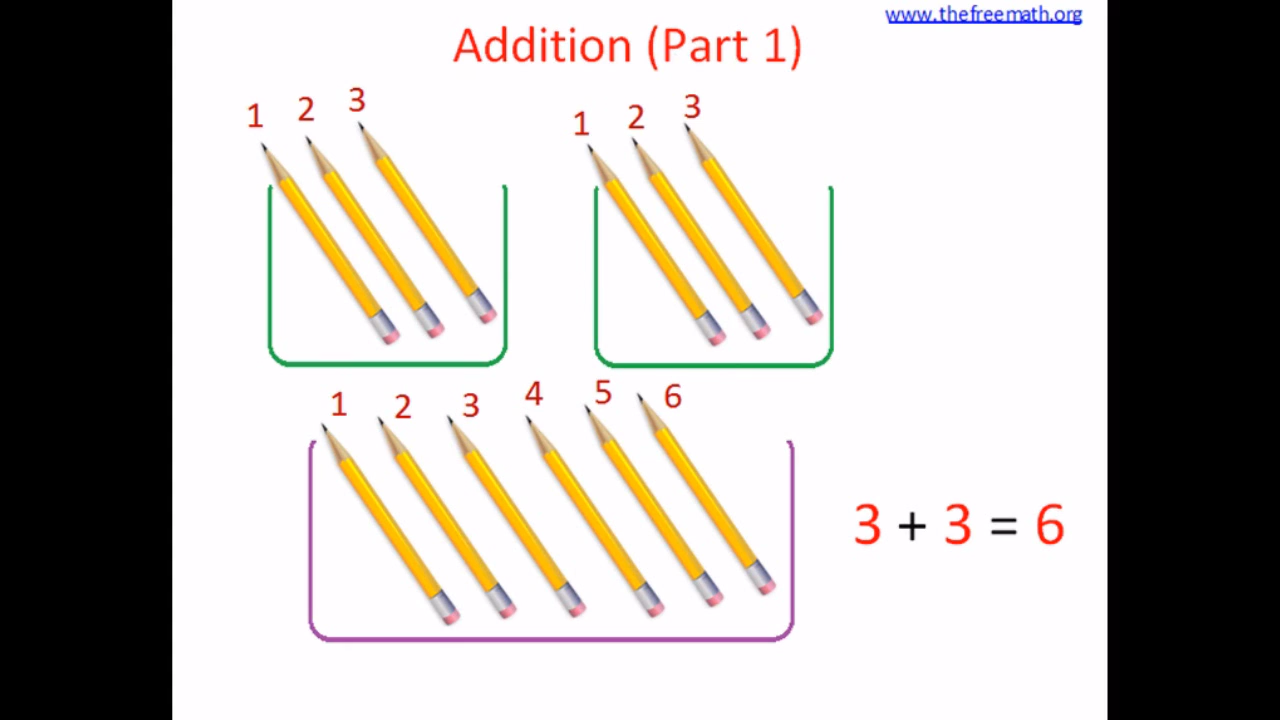 www.thefreemath.org
Addition (Part 1)
1 2 3
1 2 3
1 2 3 4 5 6
3 + 3 = 6